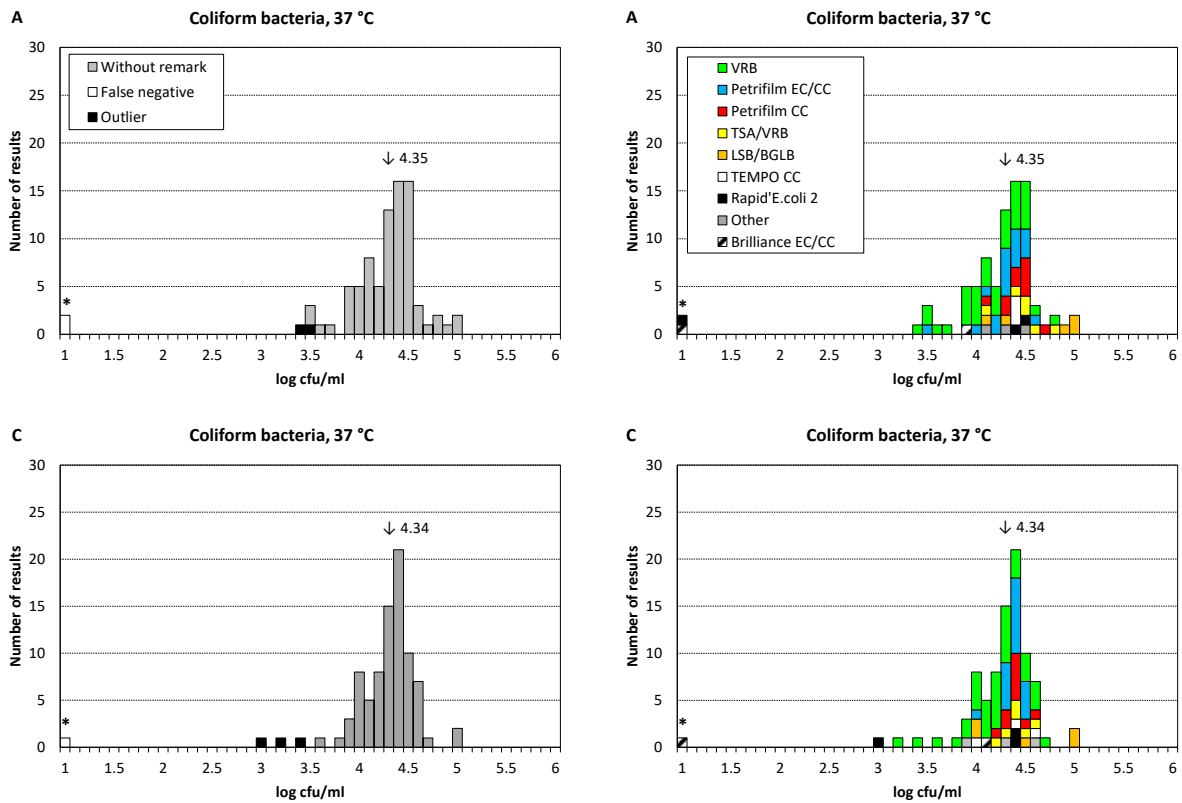 A
Coliform bacteria, 37 °C
30
25
20
15
10
5
0
Number of results
Without remark
False negative
Outlier
↓ 4.35
*
1 1.5 2 2.5 3 3.5 4 4.5 5 5.5 6
log cfu/ml
A
Coliform bacteria, 37 °C
30
25
20
15
10
5
0
Number of results
VRB
Petrifilm EC/CC
Petrifilm CC
TSA/VRB
LSB/BGLB
TEMPO CC
Rapid'E.coli 2
Other
Brilliance EC/CC
↓ 4.35
*
1 1.5 2 2.5 3 3.5 4 4.5 5 5.5 6
log cfu/ml
C
Coliform bacteria, 37 °C
30
25
20
15
10
5
0
Number of results
↓ 4.34
*
1 1.5 2 2.5 3 3.5 4 4.5 5 5.5 6
log cfu/ml
C
Coliform bacteria, 37 °C
30
25
20
15
10
5
0
Number of results
↓ 4.34
*
1 1.5 2 2.5 3 3.5 4 4.5 5 5.5 6
log cfu/ml